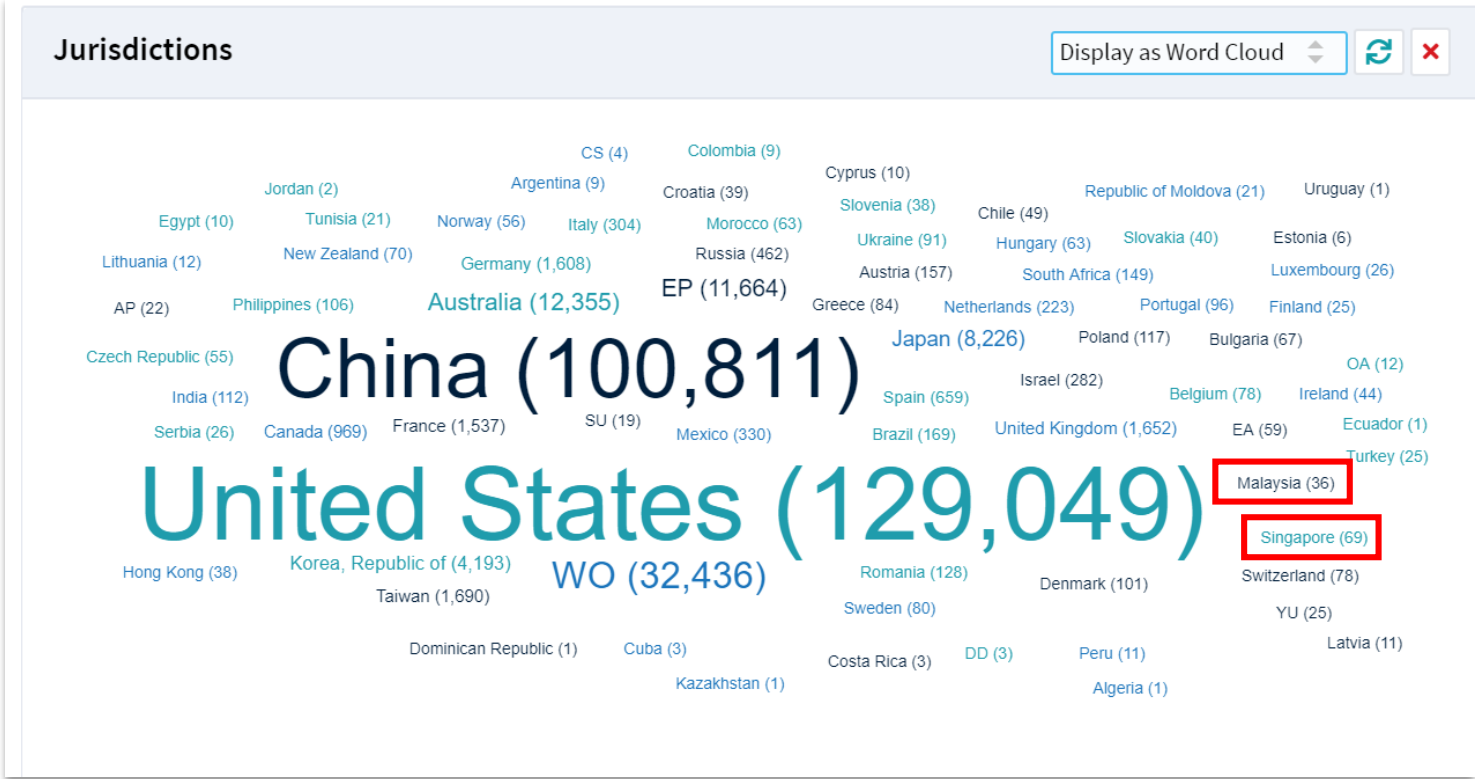 Jurisdictions
Display as Word Cloud
CS (4)
Colombia (9)
Cyprus (10)
Jordan (2)
Argentina (9)
Croatia (39)
Republic of Moldova (21)
Uruguay (1)
Egypt (10)
Tunisia (21)
Norway (56)
Italy (304)
Morocco (63)
Slovenia (38)
Chile (49)
Lithuania (12)
New Zealand (70)
Germany (1,608)
Russia (462)
Ukraine (91)
Hungary (63)
Slovakia (40)
Estonia (6)
Austria (157)
South Africa (149)
Luxembourg (26)
AP (22)
Philippines (106)
Australia (12,355)
EP (11,664)
Greece (84)
Netherlands (223)
Portugal (96)
Finland (25)
Czech Republic (55)
China (100,811)
Japan (8,226)
Poland (117)
Bulgaria (67)
OA (12)
India (112)
Israel (282)
Spain (659)
Belgium (78)
Ireland (44)
Serbia (26)
Canada (969)
France (1,537)
SU (19)
Mexico (330)
Brazil (169)
United Kingdom (1,652)
EA (59)
Ecuador (1)
Turkey (25)
United States (129,049)
Malaysia (36)
Singapore (69)
Hong Kong (38)
Korea, Republic of (4,193)
WO (32,436)
Romania (128)
Denmark (101)
Switzerland (78)
Taiwan (1,690)
Sweden (80)
YU (25)
Dominican Republic (1)
Cuba (3)
Costa Rica (3)
DD (3)
Peru (11)
Latvia (11)
Kazakhstan (1)
Algeria (1)